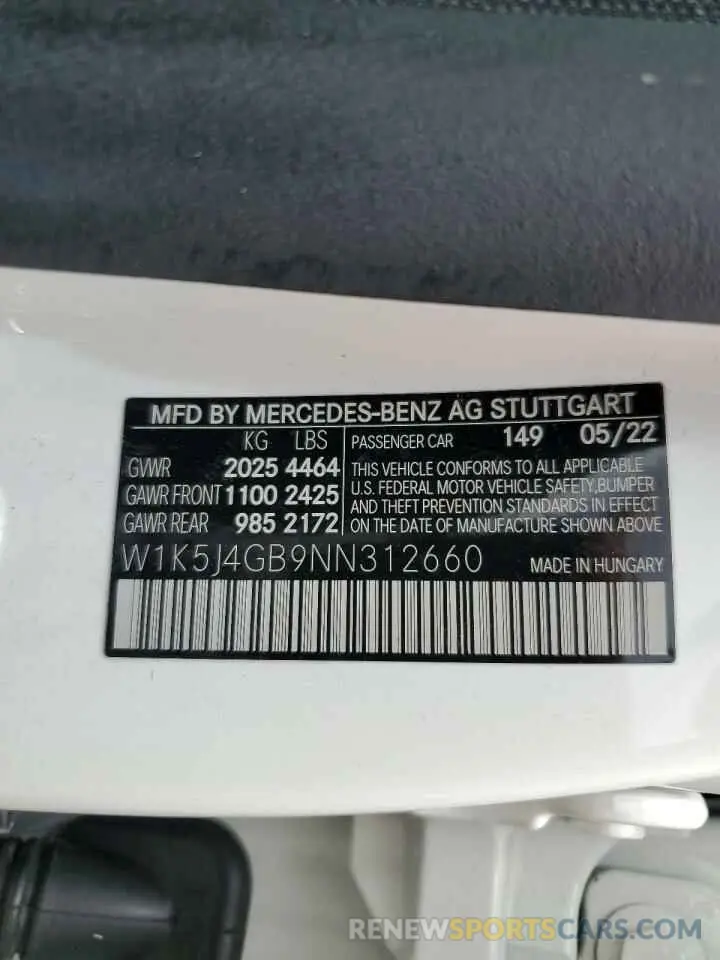 MFD BY MERCEDES-BENZ AG STUTTGART
KG LBS
GVWR 2025 4464
GAWR FRONT 1100 2425
GAWR REAR 985 2172
PASSENGER CAR 149 05/22
THIS VEHICLE CONFORMS TO ALL APPLICABLE
U.S. FEDERAL MOTOR VEHICLE SAFETY,BUMPER
AND THEFT PREVENTION STANDARDS IN EFFECT
ON THE DATE OF MANUFACTURE SHOWN ABOVE
W1K5J4GB9NN312660
MADE IN HUNGARY
RENEWSPORTSCARS.COM